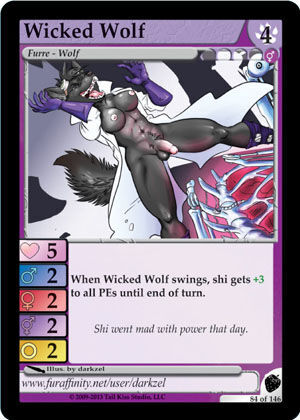 Wicked Wolf
4
Furre - Wolf
5
2
2
2
2
When Wicked Wolf swings, shi gets +3
to all PEs until end of turn.
Shi went mad with power that day.
Illus. by darkzel
www.furaffinity.net/user/darkzel
© 2009-2013 Tail Kiss Studio, LLC
84 of 146